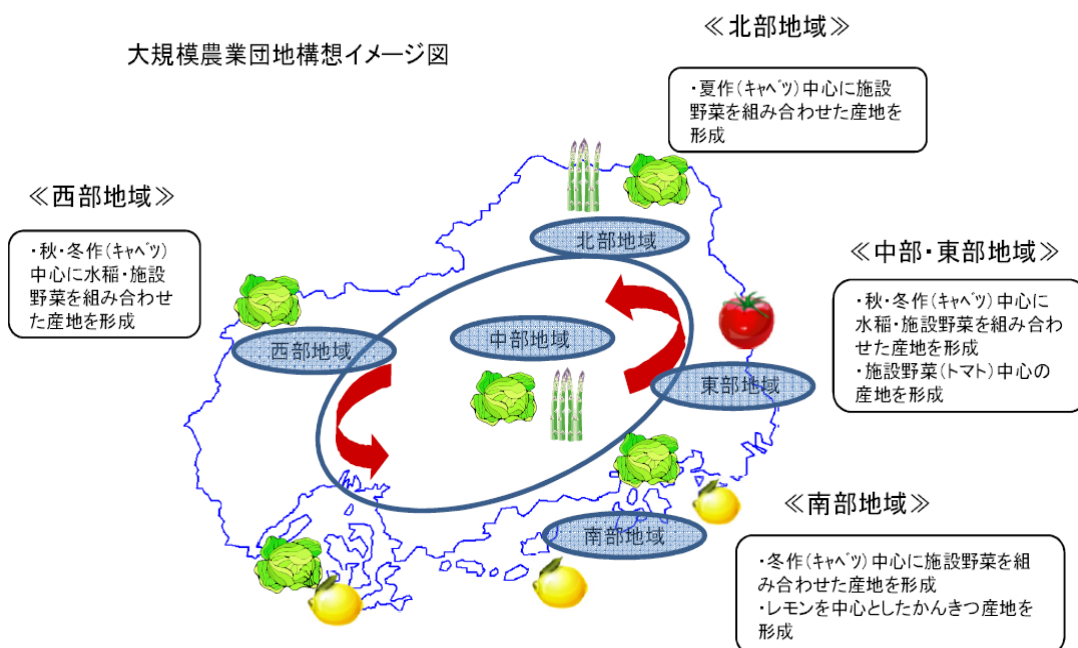 大規模農業団地構想イメージ図
≪北部地域≫
・夏作(キャベツ)中心に施設
野菜を組み合わせた産地を
形成
≪西部地域≫
・秋・冬作(キャベツ)
中心に水稲・施設
野菜を組み合わせ
た産地を形成
北部地域
西部地域
中部地域
東部地域
南部地域
≪中部・東部地域≫
・秋・冬作(キャベツ)中心に
水稲・施設野菜を組み合わ
せた産地を形成
・施設野菜(トマト)中心の
産地を形成
≪南部地域≫
・冬作(キャベツ)中心に施設野菜を組
み合わせた産地を形成
・レモンを中心としたかんきつ産地を
形成